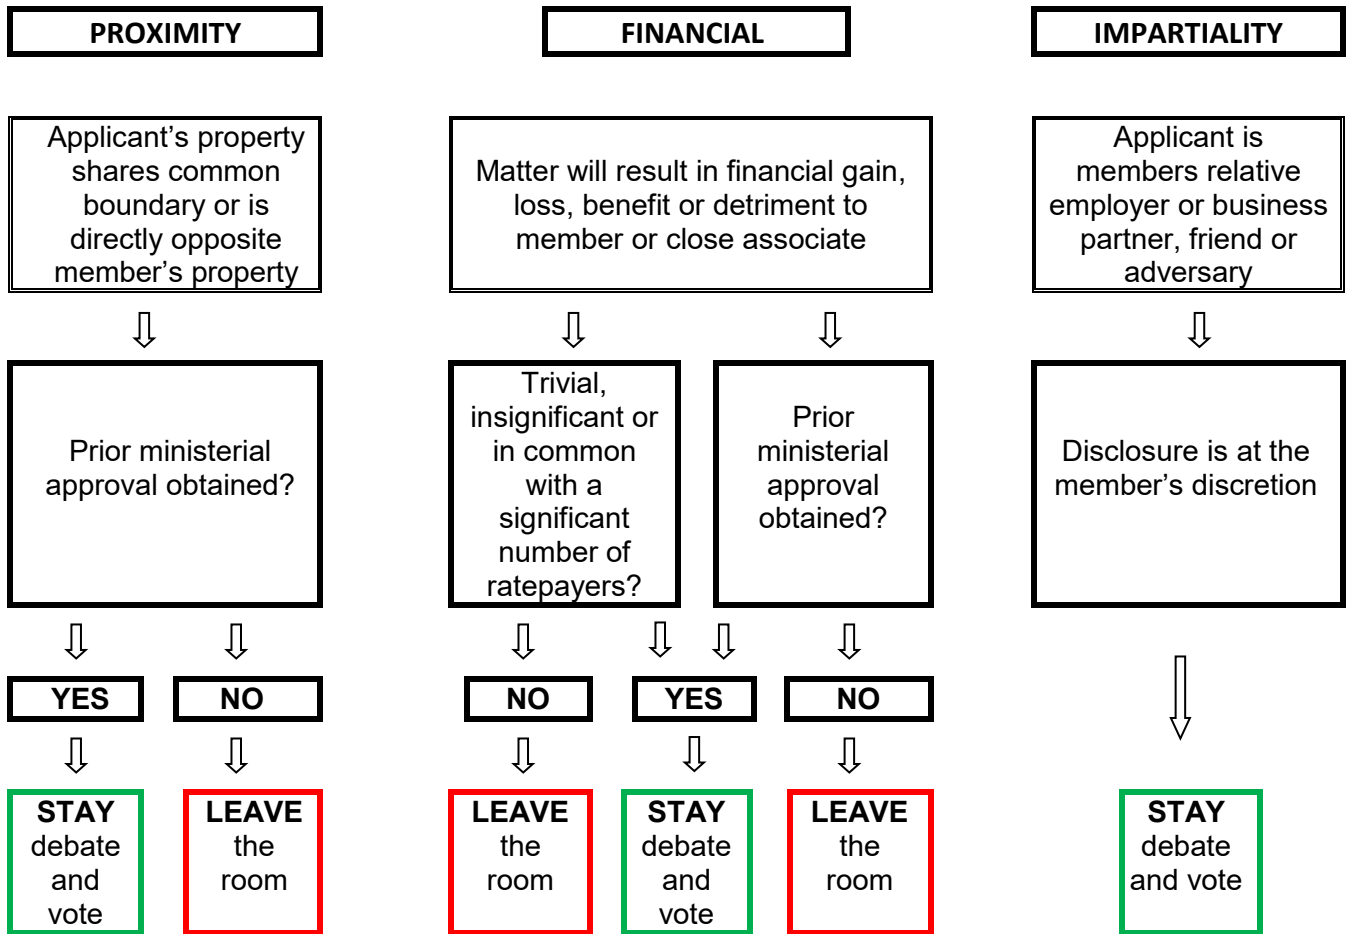 PROXIMITY
FINANCIAL
IMPARTIALITY
Applicant’s property
shares common
boundary or is
directly opposite
member’s property
Matter will result in financial gain,
loss, benefit or detriment to
member or close associate
Applicant is
members relative
employer or business
partner, friend or
adversary
Prior ministerial
approval obtained?
Trivial,
insignificant or
in common
with a
significant
number of
ratepayers?
Prior
ministerial
approval
obtained?
Disclosure is at the
member’s discretion
YES
NO
NO
YES
NO
STAY
debate
and
vote
LEAVE
the
room
LEAVE
the
room
STAY
debate
and
vote
LEAVE
the
room
STAY
debate
and vote